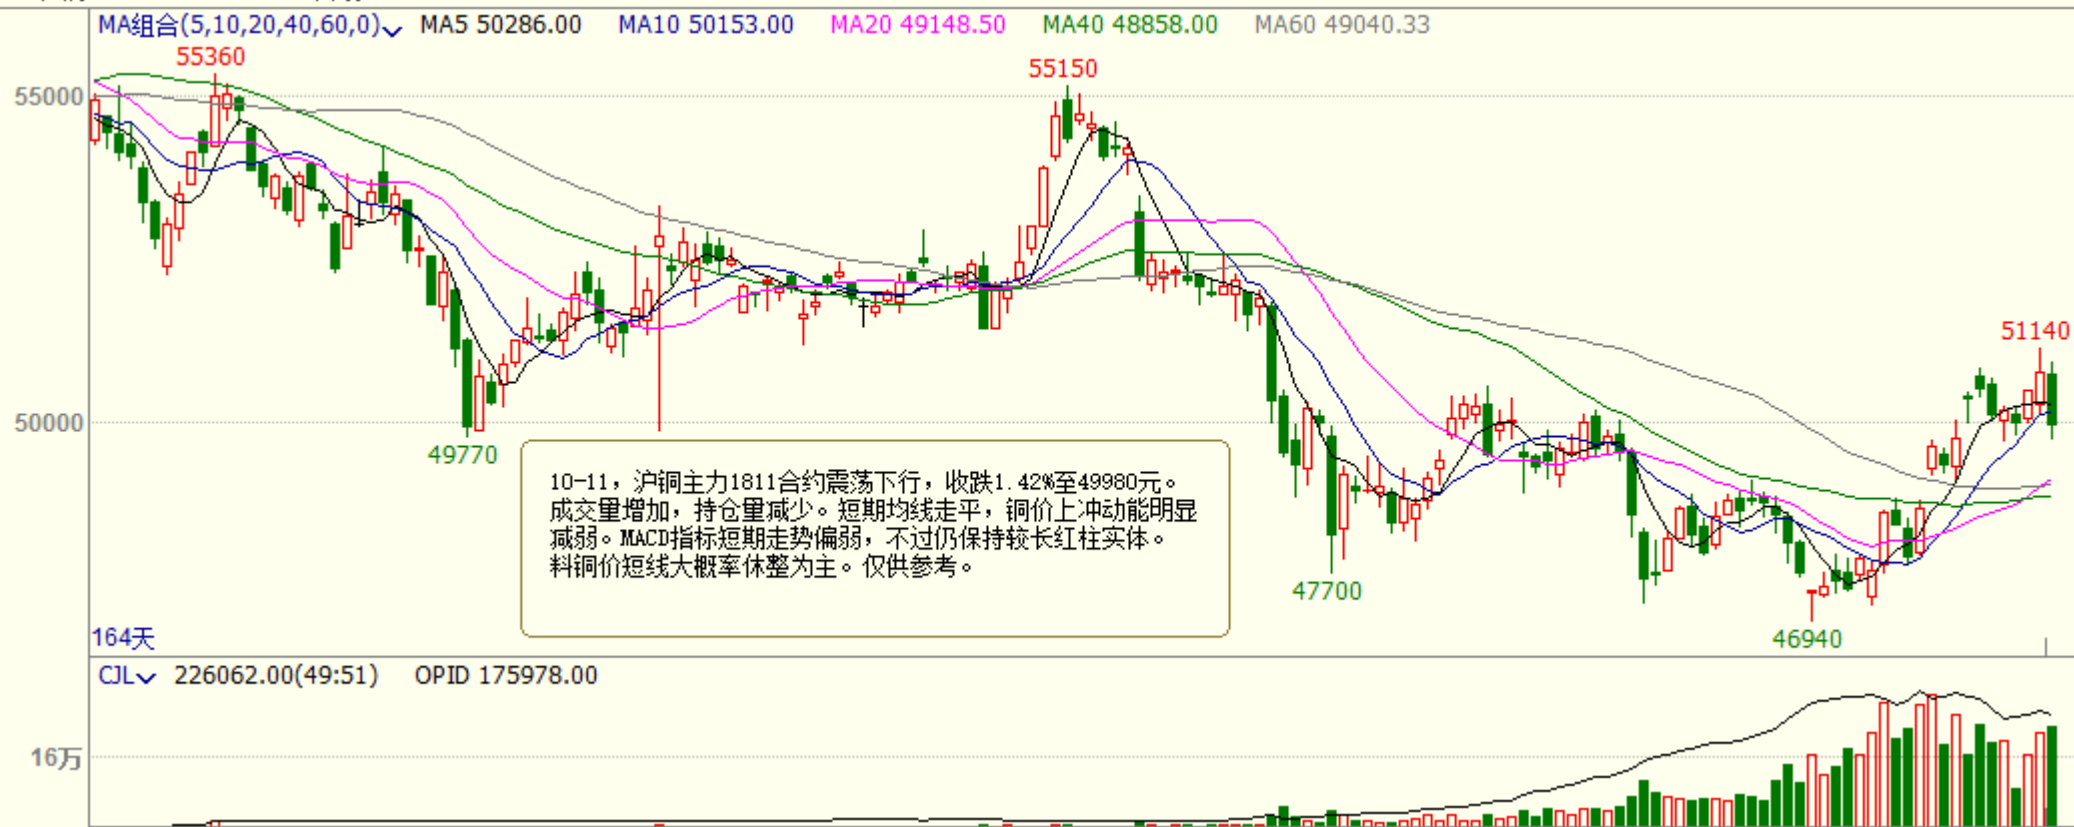 MA组合(5,10,20,40,60,0) MA5 50286.00 MA10 50153.00 MA20 49148.50 MA40 48858.00 MA60 49040.33
55360
55150
55000
51140
50000
49770
10-11，沪铜主力1811合约震荡下行，收跌1.42%至49980元。
成交量增加，持仓量减少。短期均线走平，铜价上冲动能明显
减弱。MACD指标短期走势偏弱，不过仍保持较长红柱实体。
料铜价短线大概率休整为主。仅供参考。
47700
164天
46940
CJL 226062.00(49:51) OPID 175978.00
16万